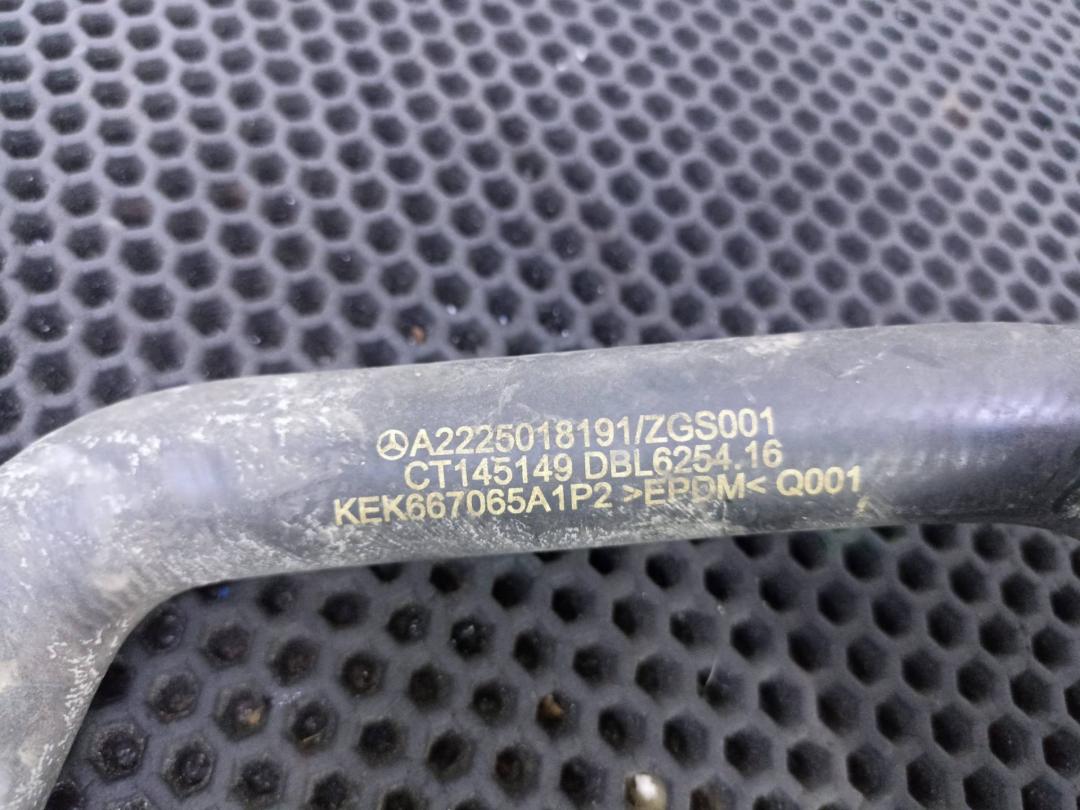 A2225018191/ZGS001
CT145149 DBL6254.16
KEK667065A1P2 >EPDM< Q001